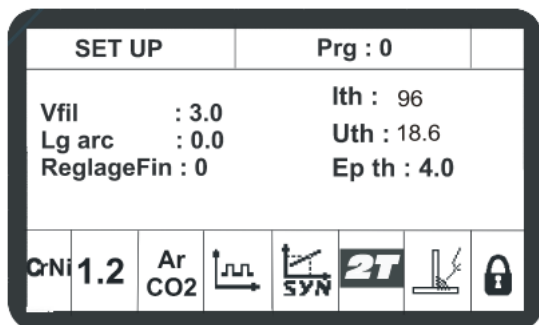 SET UP
Prg : 0
Vfil : 3.0
Lg arc : 0.0
ReglageFin : 0
Ith : 96
Uth : 18.6
Ep th : 4.0
CrNi
1.2
Ar
CO2
SYN
2T